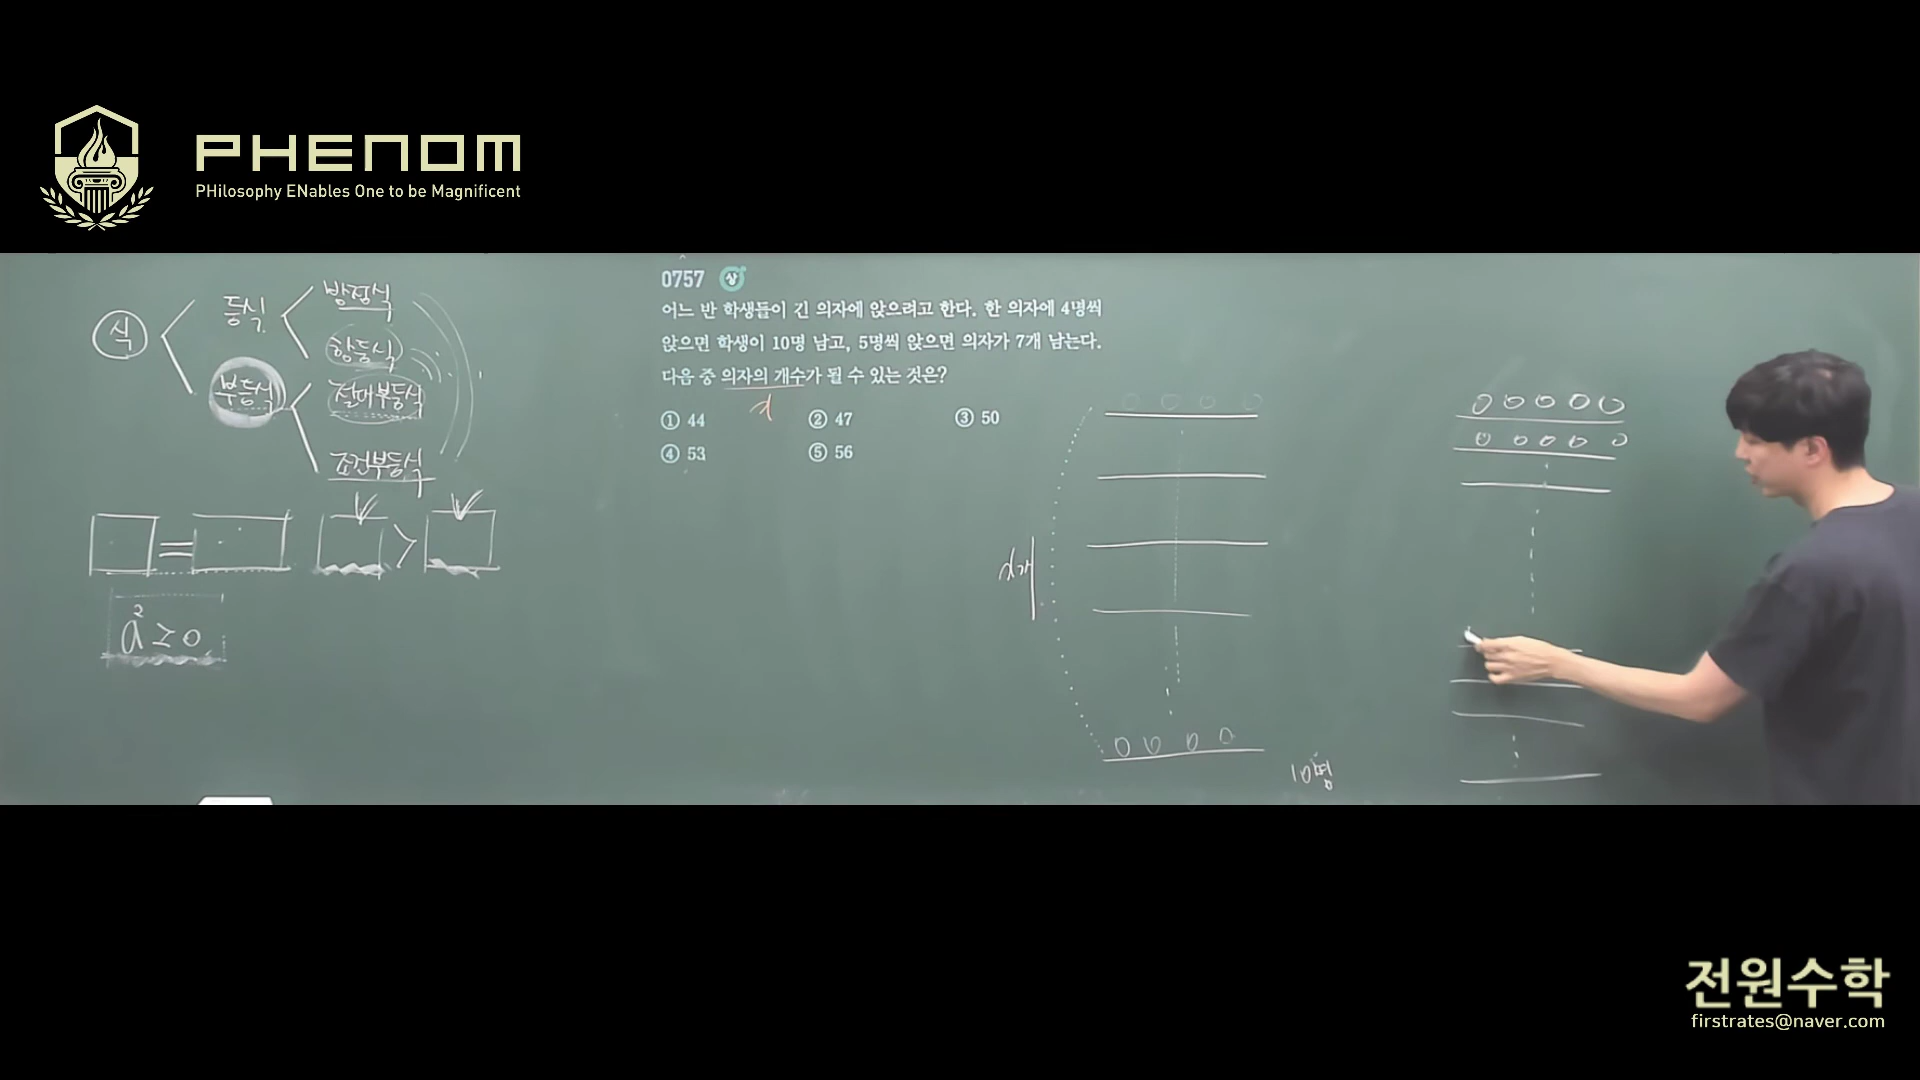 PHENOM
PHilosophy ENables One to be Magnificent
식
등식
방정식
항등식
부등식
절대부등식
조건부등식
=
>
a² ≥ 0
0757 상
어느 반 학생들이 긴 의자에 앉으려고 한다. 한 의자에 4명씩
앉으면 학생이 10명 남고, 5명씩 앉으면 의자가 7개 남는다.
다음 중 의자의 개수가 될 수 있는 것은?
x
① 44 ② 47 ③ 50
④ 53 ⑤ 56
x개
10명
전원수학
firstrates@naver.com